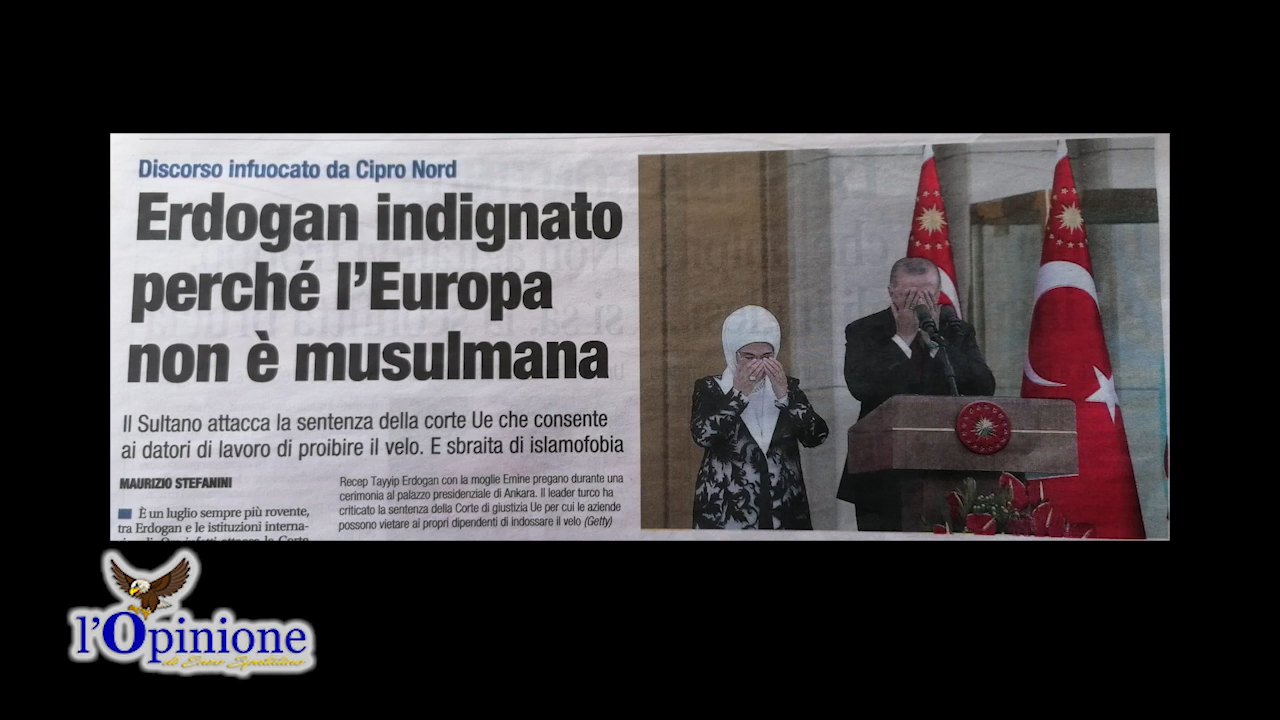 Discorso infuocato da Cipro Nord
Erdogan indignato
perché l'Europa
non è musulmana
Il Sultano attacca la sentenza della corte Ue che consente
ai datori di lavoro di proibire il velo. E sbraita di islamofobia
MAURIZIO STEFANINI
È un luglio sempre più rovente,
tra Erdogan e le istituzioni interna-
Recep Tayyip Erdogan con la moglie Emine pregano durante una
cerimonia al palazzo presidenziale di Ankara. Il leader turco ha
criticato la sentenza della Corte di giustizia Ue per cui le aziende
possono vietare ai propri dipendenti di indossare il velo (Getty)
l'Opinione